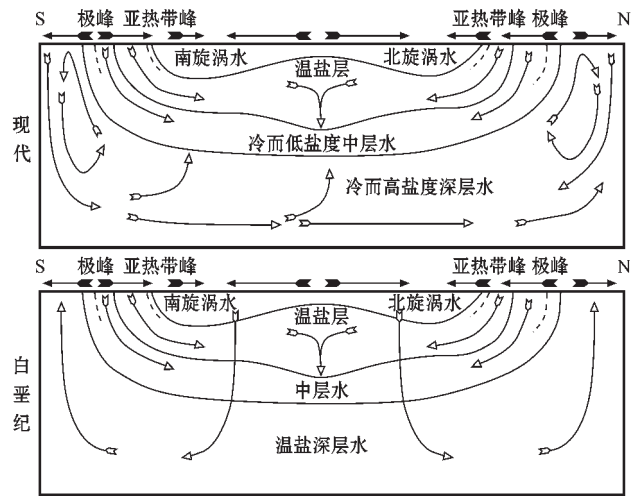 S 极峰 亚热带峰 亚热带峰 极峰 N
南旋涡水 北旋涡水
温盐层
现代
冷而低盐度中层水
冷而高盐度深层水
S 极峰 亚热带峰 亚热带峰 极峰 N
南旋涡水 北旋涡水
温盐层
白垩纪
中层水
温盐深层水